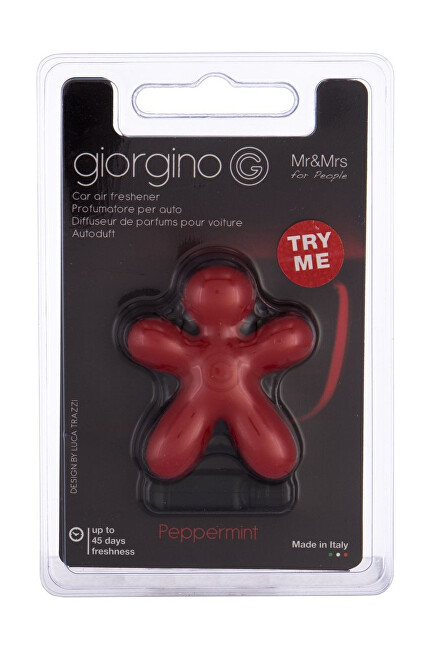 giorgino G
Mr&Mrs
for People
Car air freshener
Profumatore per auto
Diffuseur de parfums pour voiture
Autoduft
TRY
ME
G
DESIGN BY LUCA TRAZZI
Peppermint
up to
45 days
freshness
Made in Italy